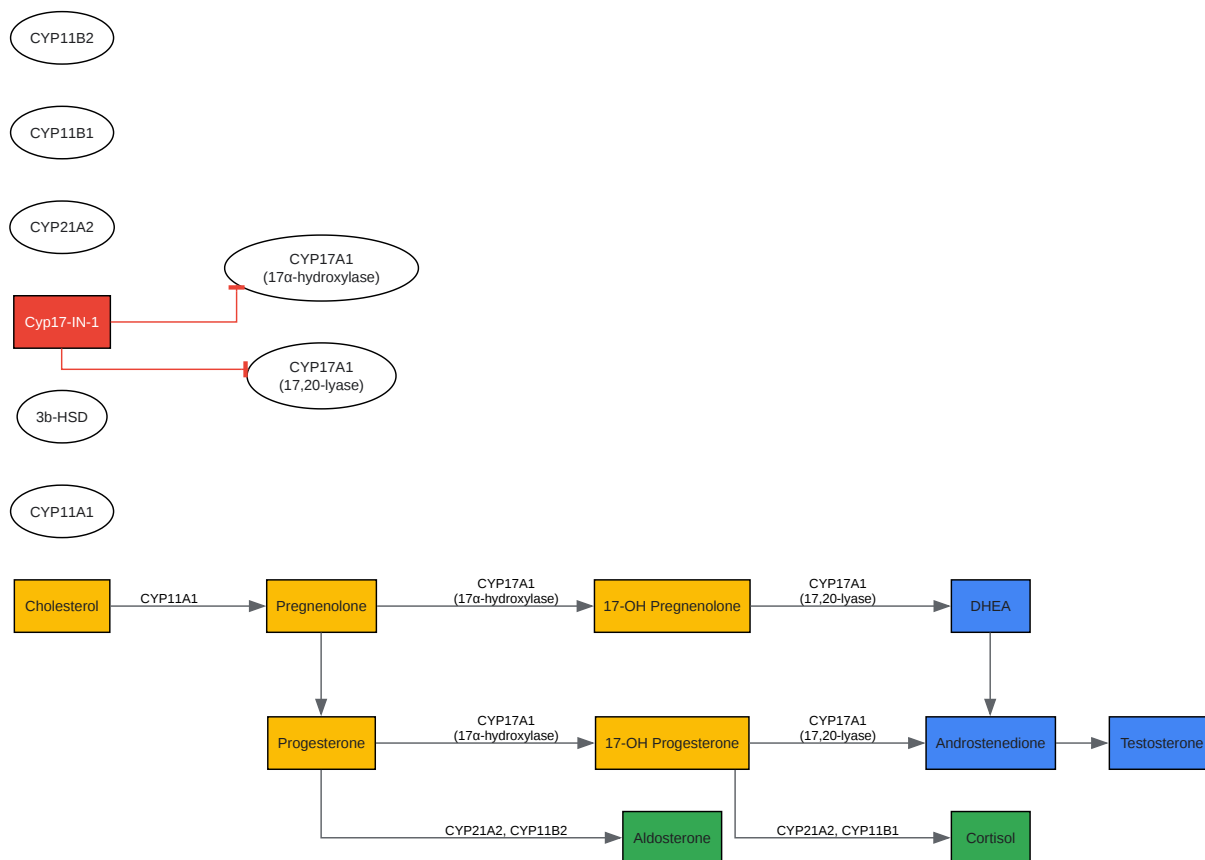 CYP11B2
CYP11B1
CYP21A2
CYP17A1
(17α-hydroxylase)
Cyp17-IN-1
CYP17A1
(17,20-lyase)
3b-HSD
CYP11A1
Cholesterol
CYP11A1
Pregnenolone
CYP17A1
(17α-hydroxylase)
17-OH Pregnenolone
CYP17A1
(17,20-lyase)
DHEA
Progesterone
CYP17A1
(17α-hydroxylase)
17-OH Progesterone
CYP17A1
(17,20-lyase)
Androstenedione
Testosterone
CYP21A2, CYP11B2
Aldosterone
CYP21A2, CYP11B1
Cortisol